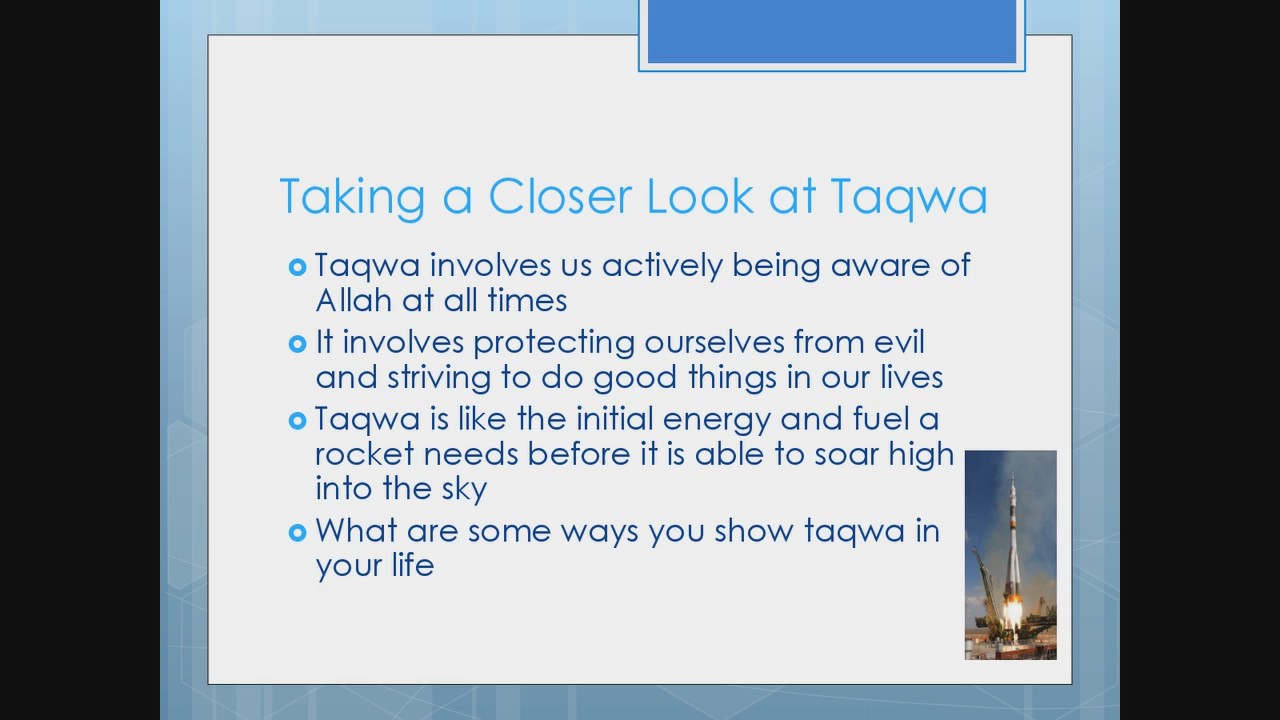 Taking a Closer Look at Taqwa
Taqwa involves us actively being aware of
Allah at all times
It involves protecting ourselves from evil
and striving to do good things in our lives
Taqwa is like the initial energy and fuel a
rocket needs before it is able to soar high
into the sky
What are some ways you show taqwa in
your life